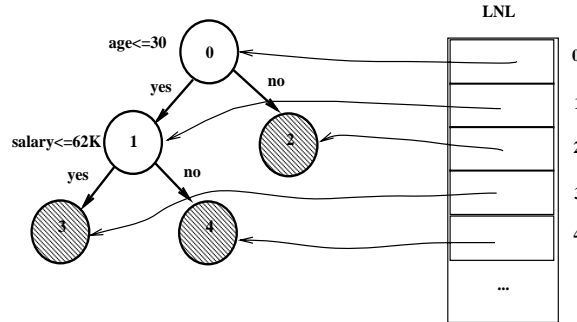 LNL
age<=30
0
0
yes
no
1
salary<=62K
1
2
2
yes
no
3
3
4
4
...